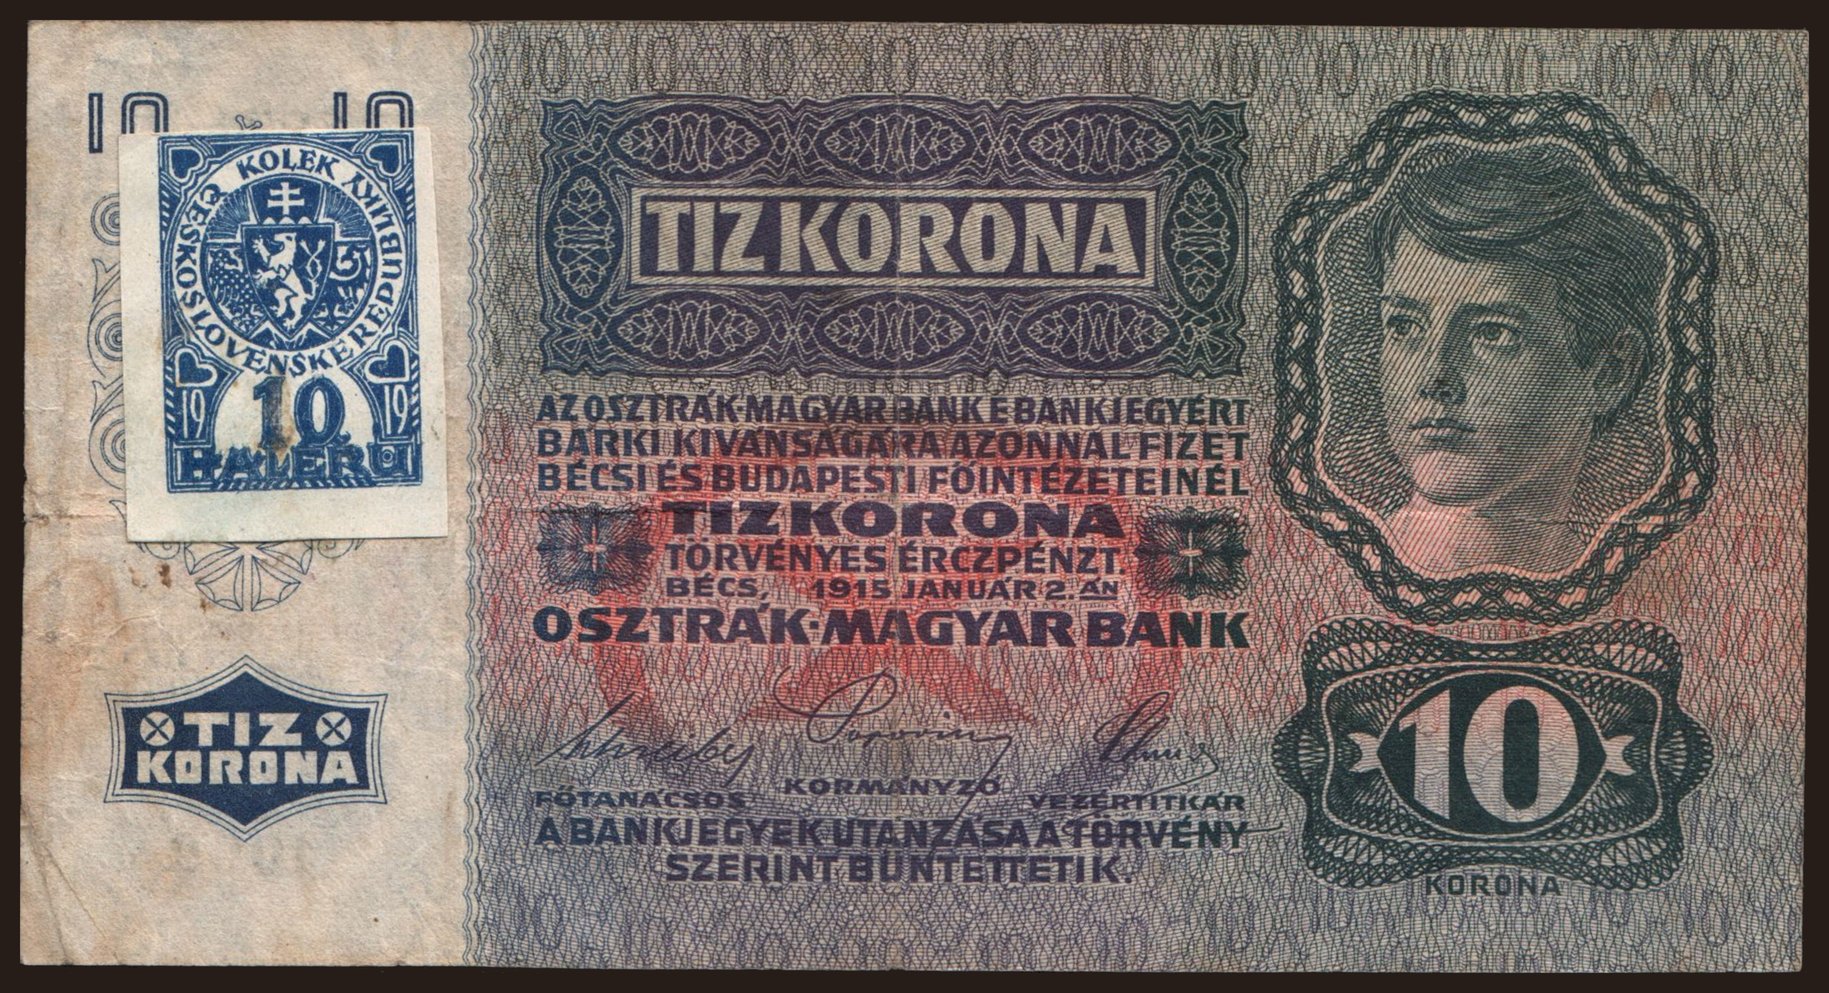 10 10
KOLEK
ČESKOSLOVENSKÉ REPUBLIKY
19 10 19
HALÉŘŮ
TIZ
KORONA
TIZ KORONA
AZ OSZTRÁK-MAGYAR BANK E BANKJEGYÉRT
BÁRKI KÍVÁNSÁGÁRA AZONNAL FIZET
BÉCSI ÉS BUDAPESTI FŐINTÉZETEINÉL
TIZ KORONA
TÖRVÉNYES ÉRCZPÉNZT.
BÉCS, 1915 JANUÁR 2.ÁN
OSZTRÁK-MAGYAR BANK
KORMÁNYZÓ
FŐTANÁCSOS VEZÉRTITKÁR
A BANKJEGYEK UTÁNZÁSA A TÖRVÉNY
SZERINT BÜNTETTETIK.
10
KORONA